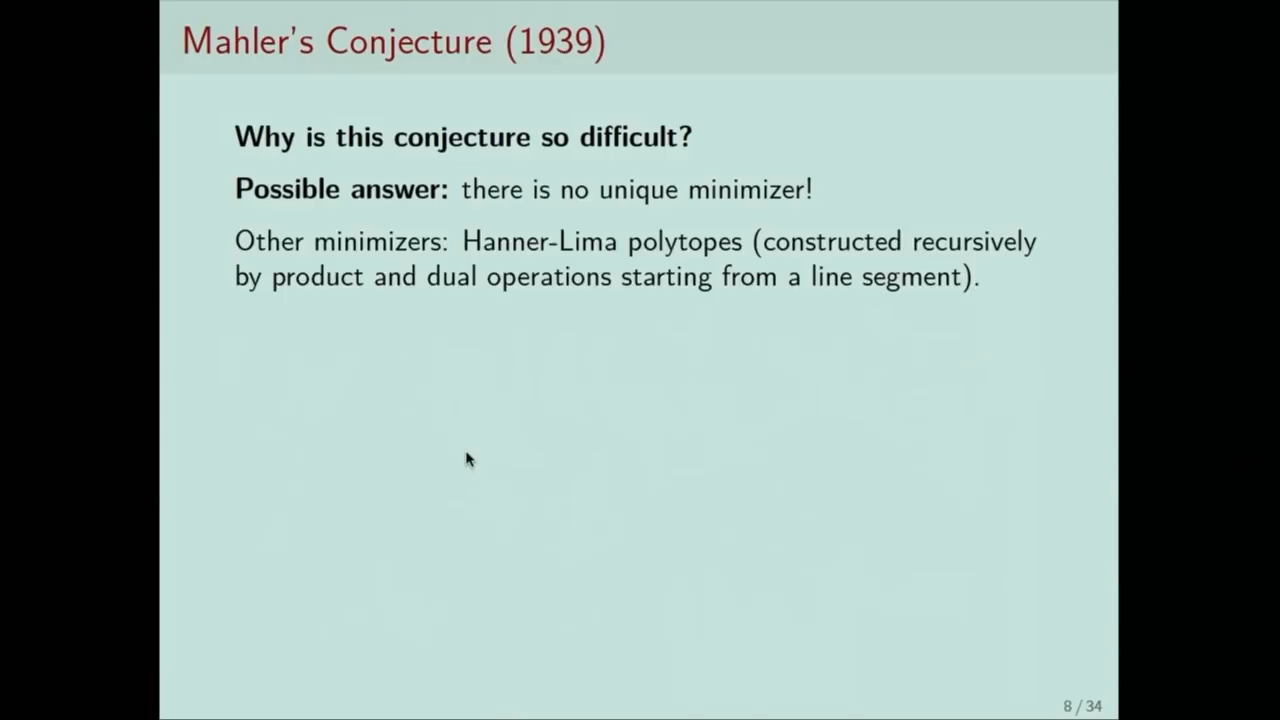 Mahler's Conjecture (1939)
Why is this conjecture so difficult?
Possible answer: there is no unique minimizer!
Other minimizers: Hanner-Lima polytopes (constructed recursively
by product and dual operations starting from a line segment).
8 / 34